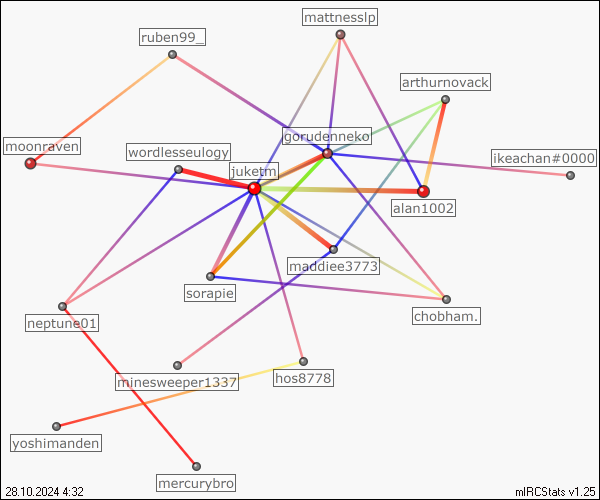 mattnesslp
ruben99_
arthurnovack
gorudenneko
moonraven
wordlesseulogy
ikeachan#0000
juketm
alan1002
maddiee3773
sorapie
chobham.
neptune01
minesweeper1337
hos8778
yoshimanden
mercurybro
28.10.2024 4:32
mIRCStats v1.25